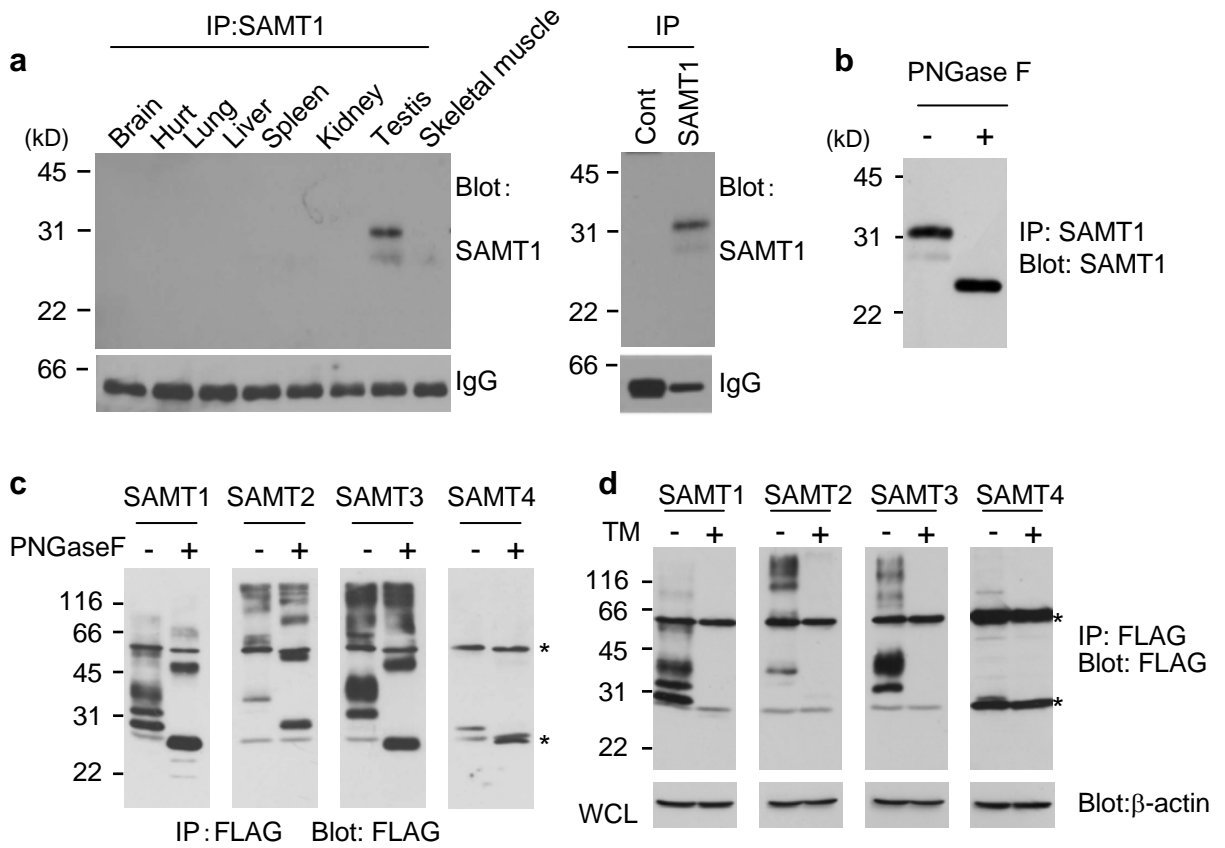 a
IP:SAMT1
Brain Hurt Lung Liver Spleen Kidney Testis Skeletal muscle
(kD)
45
31
22
66
Blot:
SAMT1
IgG
IP
Cont SAMT1
45
31
22
66
Blot:
SAMT1
IgG
b
PNGase F
(kD) - +
45
31
22
IP: SAMT1
Blot: SAMT1
c
SAMT1 SAMT2 SAMT3 SAMT4
PNGaseF - + - + - + - +
116
66
45
31
22
*
*
IP:FLAG Blot: FLAG
d
SAMT1 SAMT2 SAMT3 SAMT4
TM - + - + - + - +
116
66
45
31
22
*
*
IP: FLAG
Blot: FLAG
WCL
Blot:β-actin